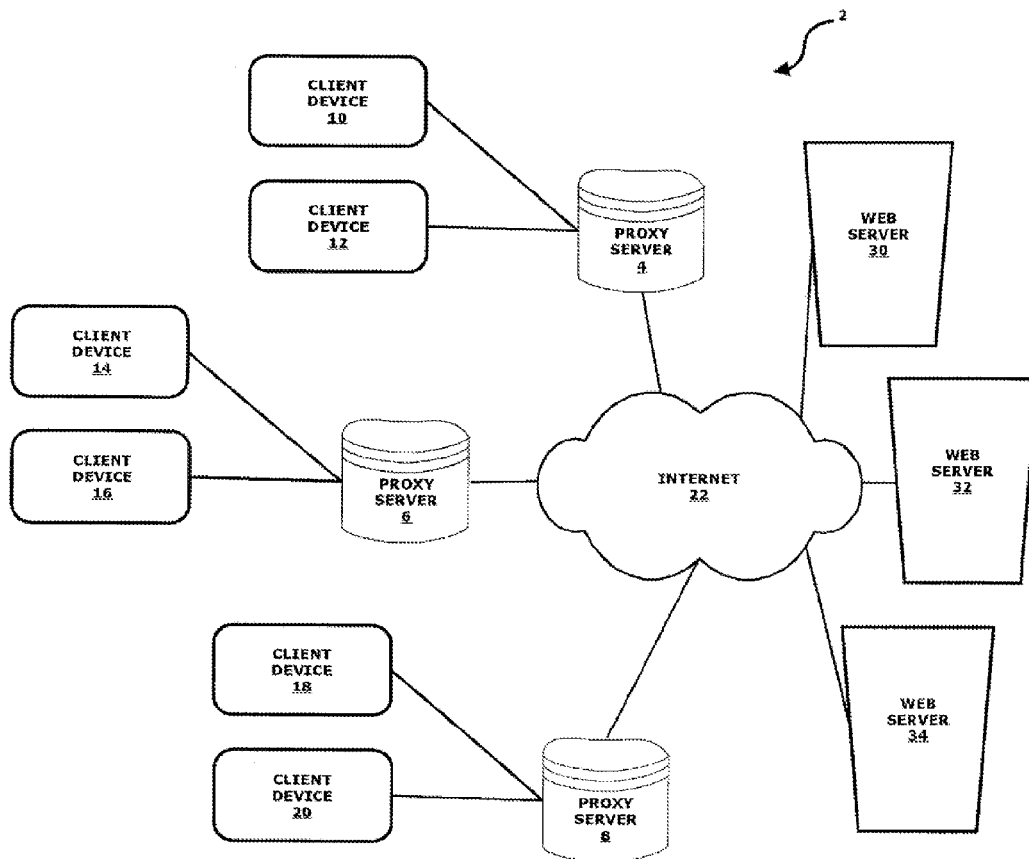 2
CLIENT
DEVICE
10
CLIENT
DEVICE
12
PROXY
SERVER
4
WEB
SERVER
30
CLIENT
DEVICE
14
CLIENT
DEVICE
16
PROXY
SERVER
6
INTERNET
22
WEB
SERVER
32
CLIENT
DEVICE
18
CLIENT
DEVICE
20
PROXY
SERVER
8
WEB
SERVER
34